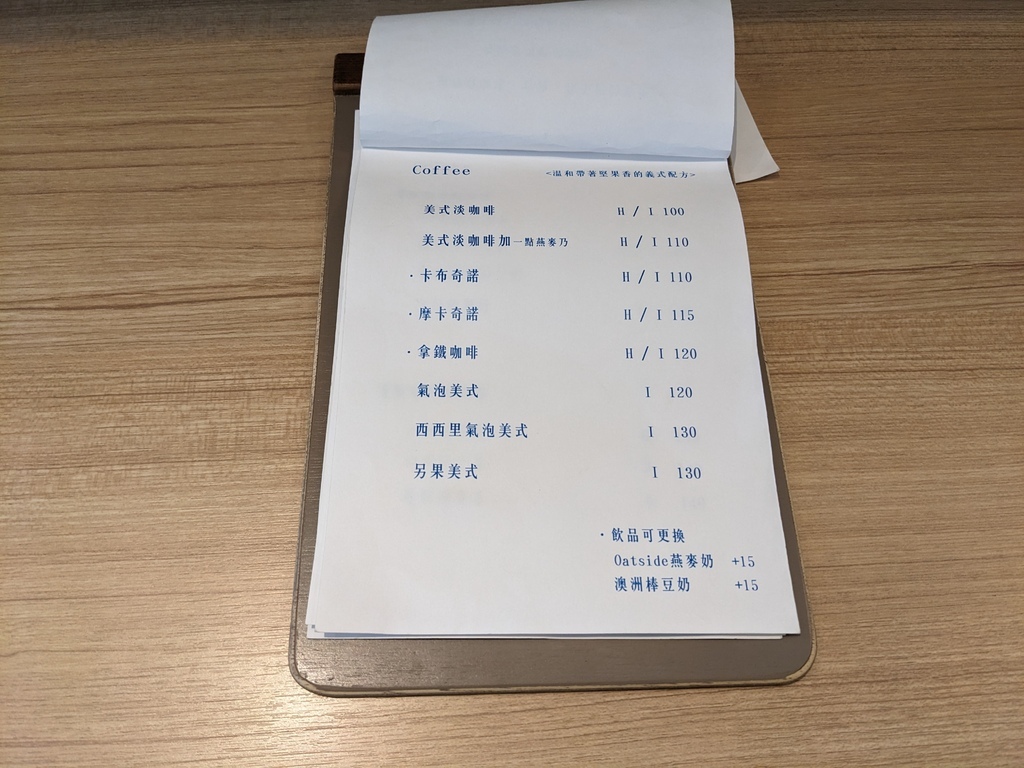 Coffee <溫和帶著堅果香的義式配方>
美式淡咖啡 H / I 100
美式淡咖啡加一點燕麥乃 H / I 110
·卡布奇諾 H / I 110
·摩卡奇諾 H / I 115
·拿鐵咖啡 H / I 120
氣泡美式 I 120
西西里氣泡美式 I 130
另果美式 I 130
·飲品可更換
Oatside燕麥奶 +15
澳洲棒豆奶 +15